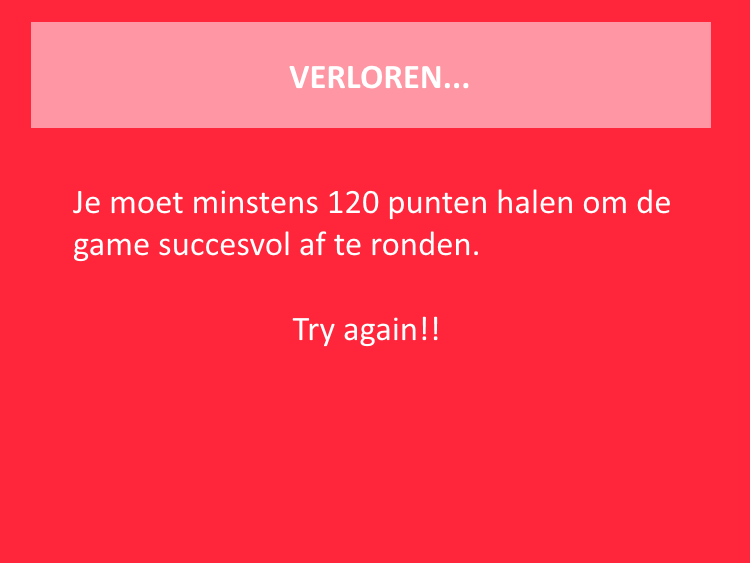 VERLOREN...
Je moet minstens 120 punten halen om de
game succesvol af te ronden.
Try again!!